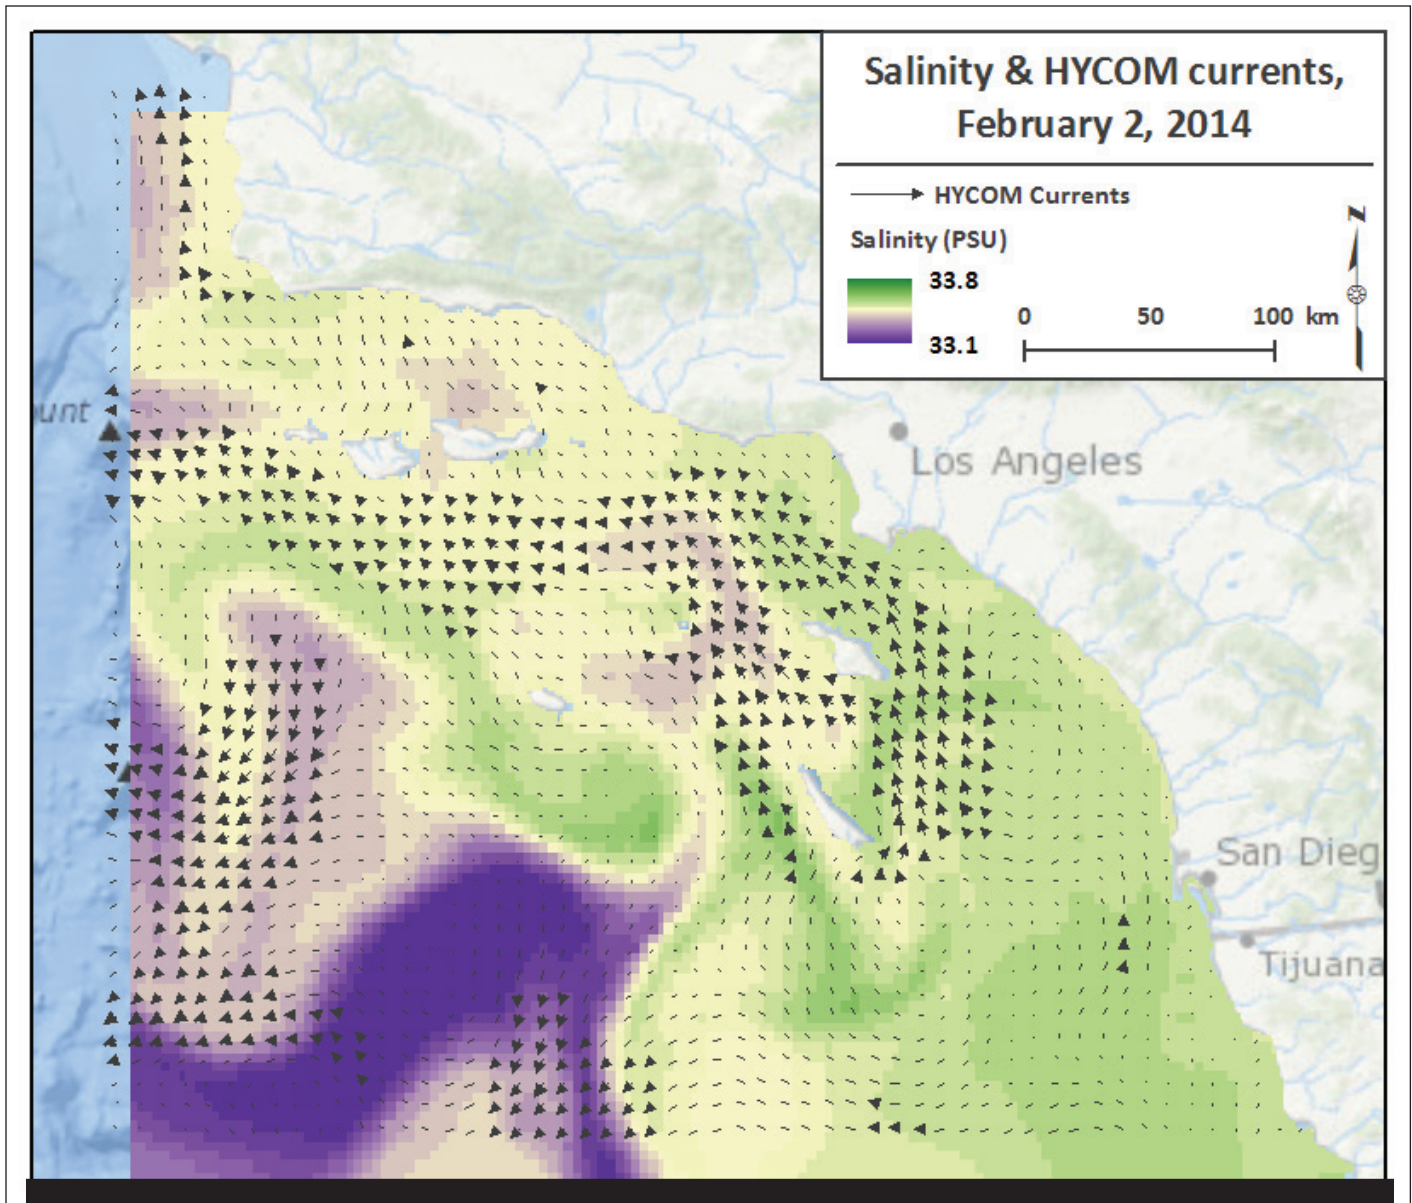 Salinity & HYCOM currents,
February 2, 2014
HYCOM Currents
Salinity (PSU)
33.8
33.1
0 50 100 km
N
unt
Los Angeles
San Dieg
Tijuana